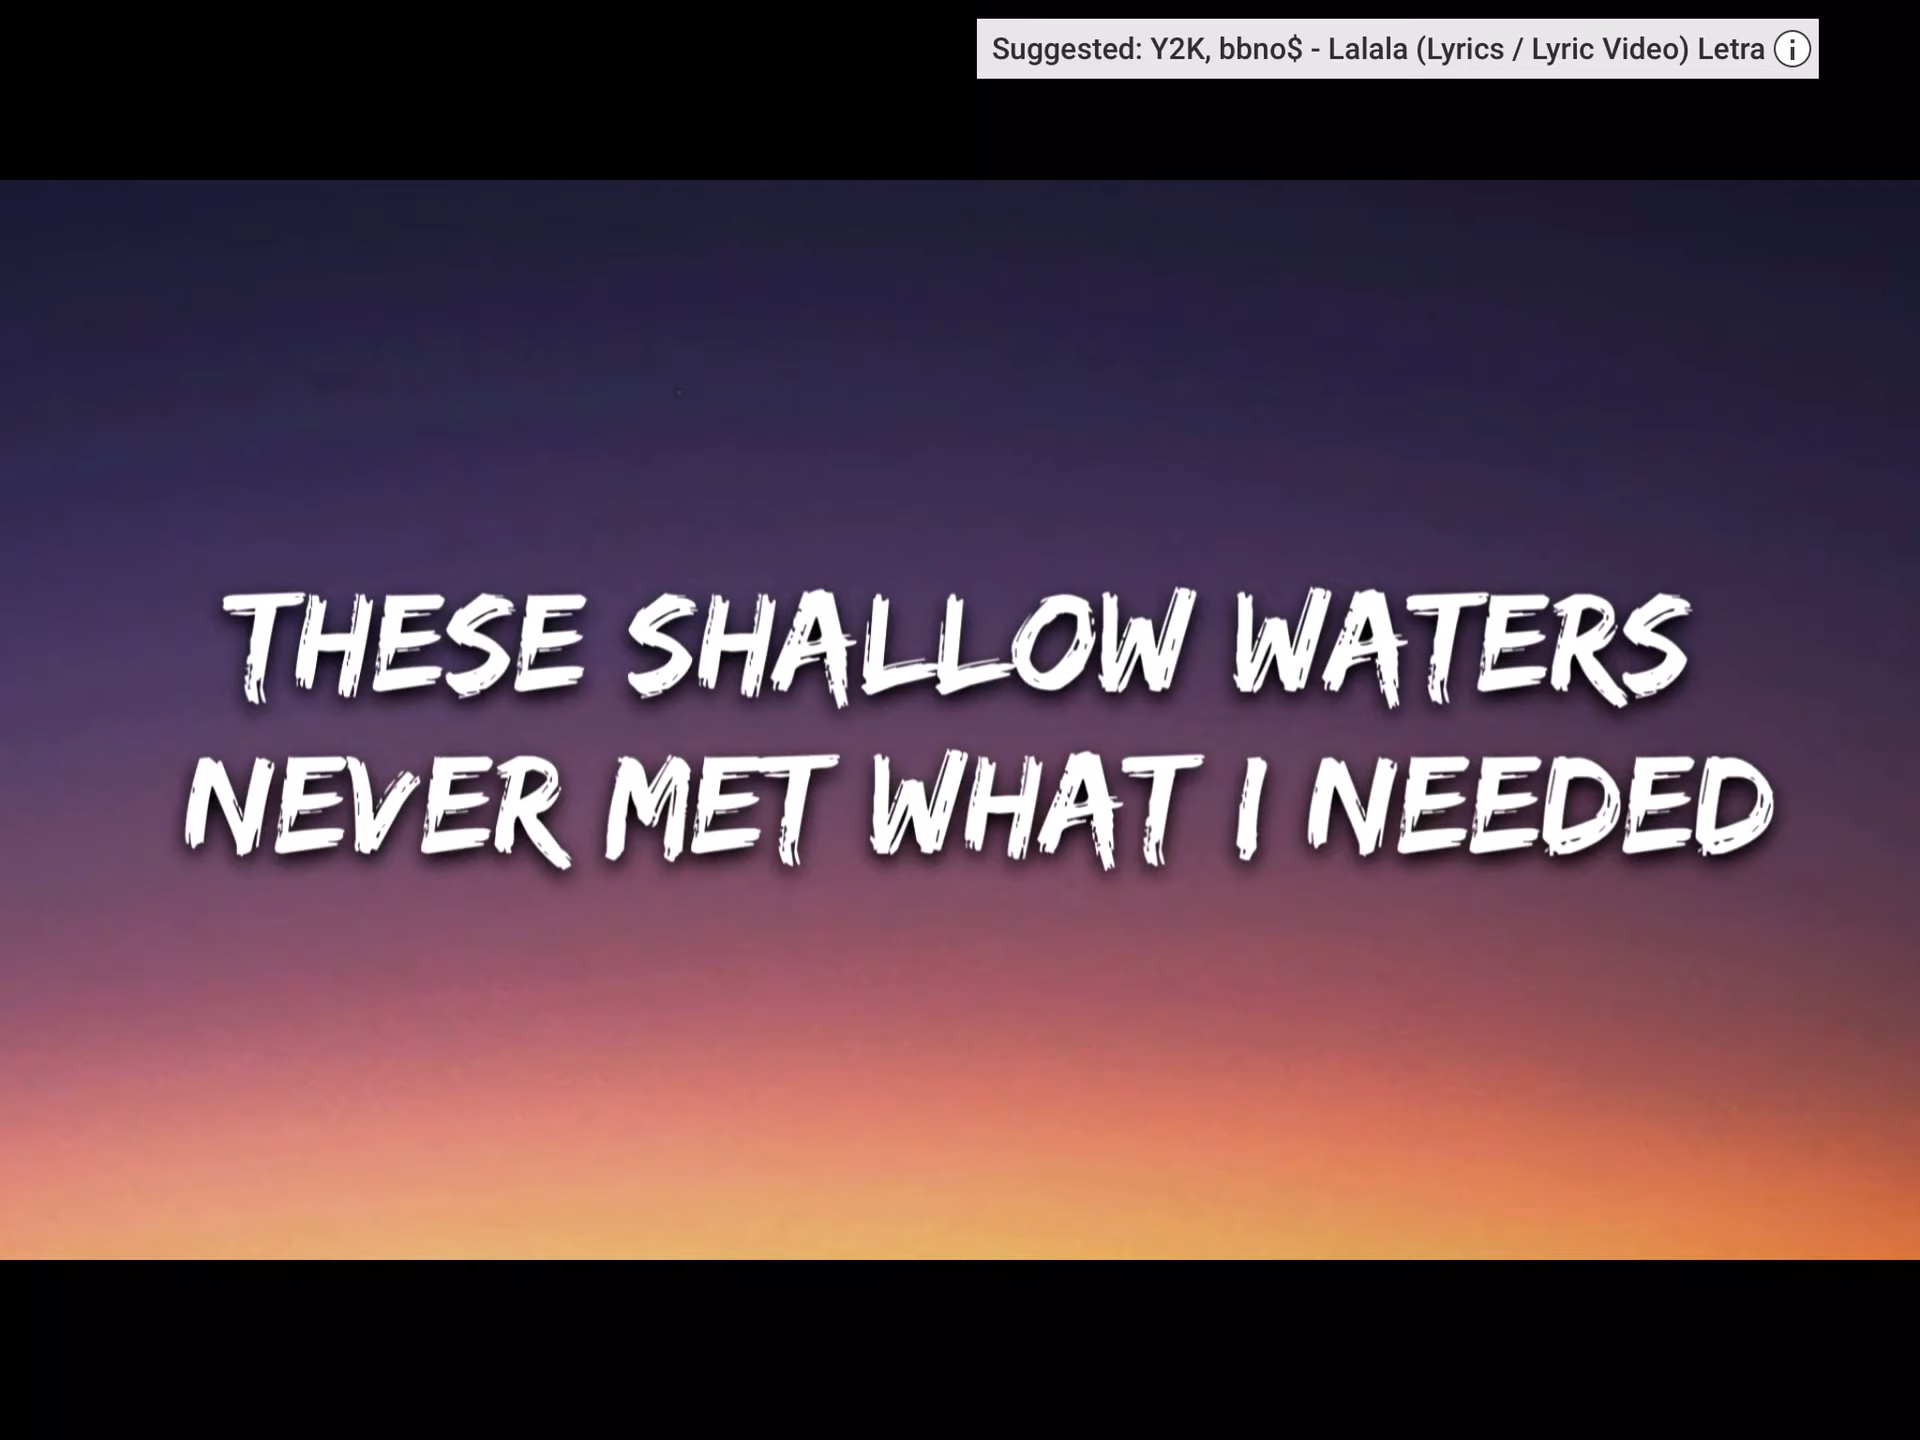 Suggested: Y2K, bbno$ - Lalala (Lyrics / Lyric Video) Letra
THESE SHALLOW WATERS
NEVER MET WHAT I NEEDED